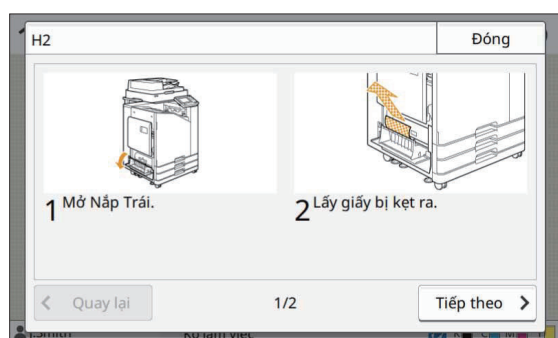 H2
Đóng
1 Mở Nắp Trái.
2 Lấy giấy bị kẹt ra.
Quay lại
1/2
Tiếp theo